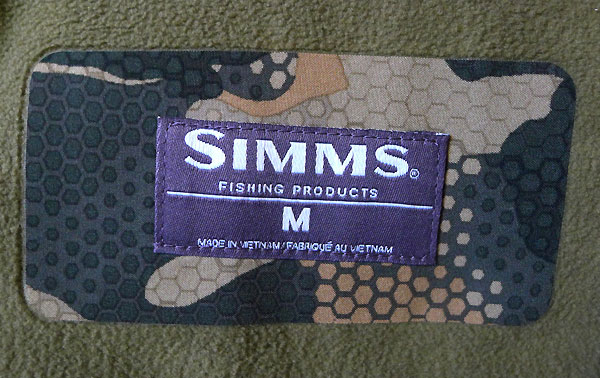 SIMMS®
FISHING PRODUCTS
M
MADE IN VIETNAM / FABRIQUÉ AU VIETNAM